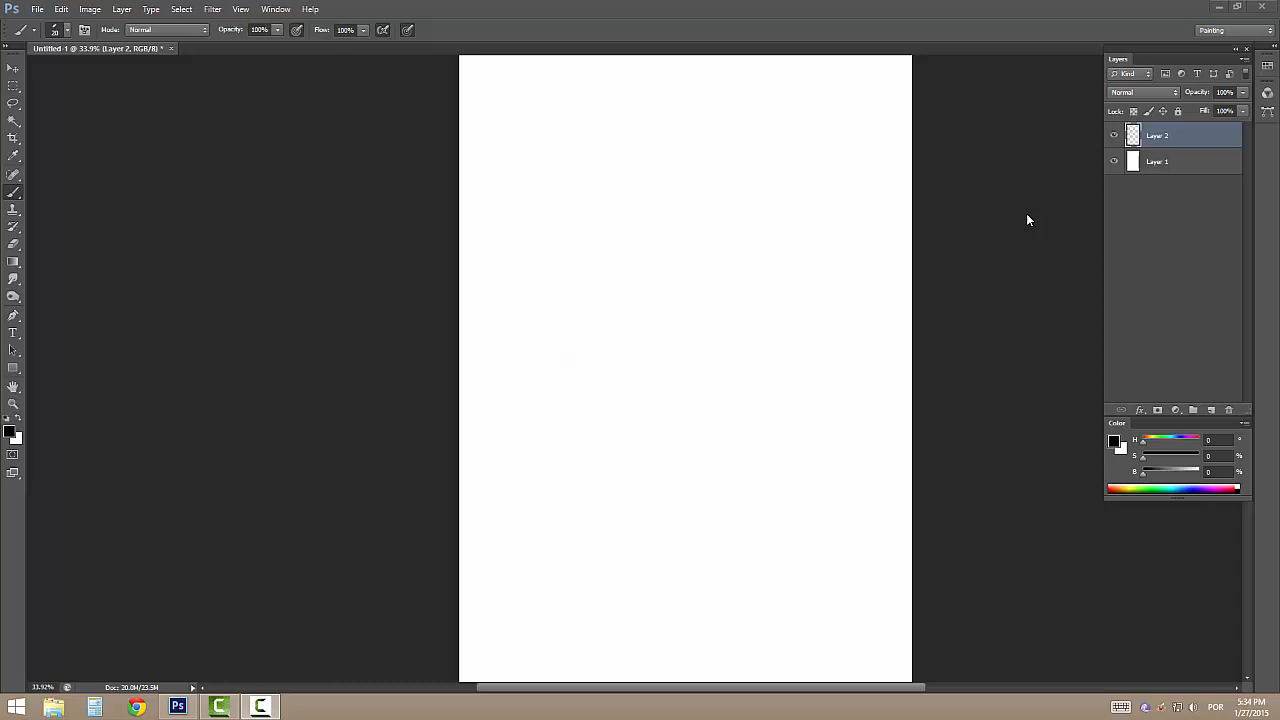 Ps File Edit Image Layer Type Select Filter View Window Help
20 Mode: Normal Opacity: 100% Flow: 100% Painting
Untitled-1 @ 33.9% (Layer 2, RGB/8) * ×
Layers
Kind
Normal Opacity: 100%
Lock: Fill: 100%
Layer 2
Layer 1
Color
H 0 °
S 0 %
B 0 %
33.92% Doc: 20.0M/23.5M
POR 5:34 PM
1/27/2015